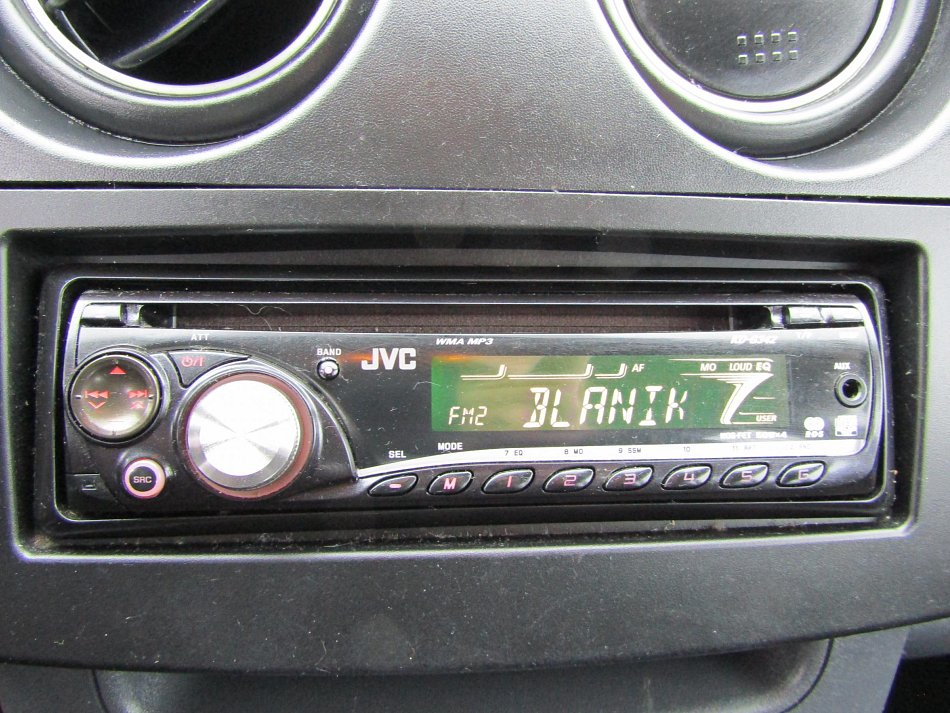 ATT
WMA MP3
BAND
JVC
AF
MO LOUD EQ
AUX
FM2 BLANIK
USER
RDS
SRC
SEL
MODE
7 EQ
8 MO
9 SSM
10
M 1 2 3 4 5 6